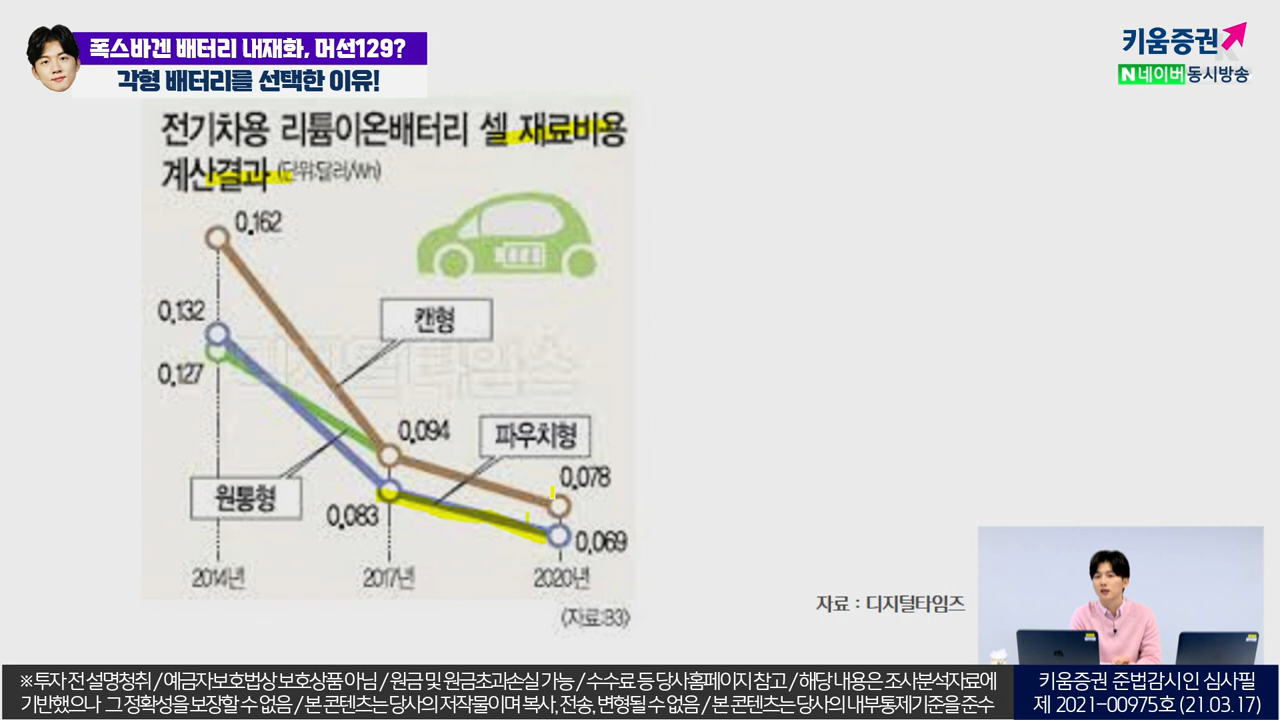 폭스바겐 배터리 내재화, 머선129?
각형 배터리를 선택한 이유!
키움증권
N 네이버 동시방송
전기차용 리튬이온배터리 셀 재료비용
계산결과 (단위:달러/Wh)
0.162
0.132
캔형
디지털타임스
0.127
0.094
파우치형
0.078
원통형
0.083
0.069
2014년 2017년 2020년
자료 : 디지털타임즈
〈자료:B3〉
※ 투자 전 설명청취 / 예금자보호법상 보호상품 아님 / 원금 및 원금초과손실 가능 / 수수료 등 당사홈페이지 참고 / 해당 내용은 조사분석자료에
기반했으나 그 정확성을 보장할 수 없음 / 본 콘텐츠는 당사의 저작물이며 복사, 전송, 변형될 수 없음 / 본 콘텐츠는 당사의 내부통제기준을 준수
키움증권 준법감시인 심사필
제 2021-00975호 (21.03.17)